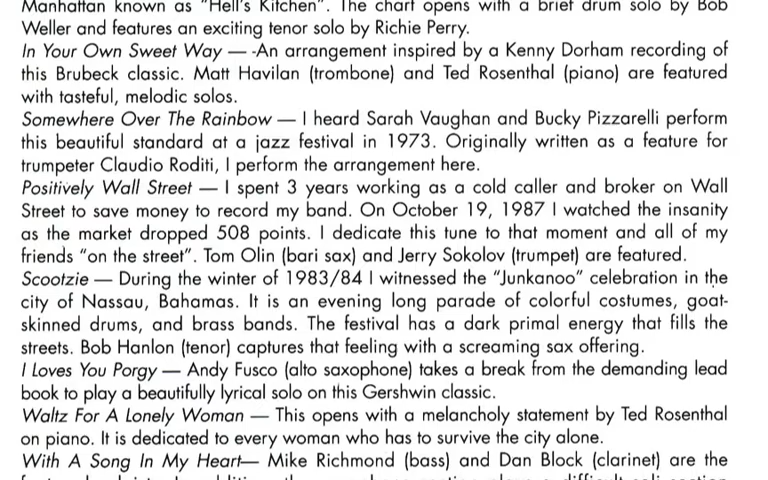 Manhattan known as "Hell's Kitchen". The chart opens with a brief drum solo by Bob
Weller and features an exciting tenor solo by Richie Perry.
In Your Own Sweet Way — -An arrangement inspired by a Kenny Dorham recording of
this Brubeck classic. Matt Havilan (trombone) and Ted Rosenthal (piano) are featured
with tasteful, melodic solos.
Somewhere Over The Rainbow — I heard Sarah Vaughan and Bucky Pizzarelli perform
this beautiful standard at a jazz festival in 1973. Originally written as a feature for
trumpeter Claudio Roditi, I perform the arrangement here.
Positively Wall Street — I spent 3 years working as a cold caller and broker on Wall
Street to save money to record my band. On October 19, 1987 I watched the insanity
as the market dropped 508 points. I dedicate this tune to that moment and all of my
friends "on the street". Tom Olin (bari sax) and Jerry Sokolov (trumpet) are featured.
Scootzie — During the winter of 1983/84 I witnessed the "Junkanoo" celebration in the
city of Nassau, Bahamas. It is an evening long parade of colorful costumes, goat-
skinned drums, and brass bands. The festival has a dark primal energy that fills the
streets. Bob Hanlon (tenor) captures that feeling with a screaming sax offering.
I Loves You Porgy — Andy Fusco (alto saxophone) takes a break from the demanding lead
book to play a beautifully lyrical solo on this Gershwin classic.
Waltz For A Lonely Woman — This opens with a melancholy statement by Ted Rosenthal
on piano. It is dedicated to every woman who has to survive the city alone.
With A Song In My Heart— Mike Richmond (bass) and Dan Block (clarinet) are the